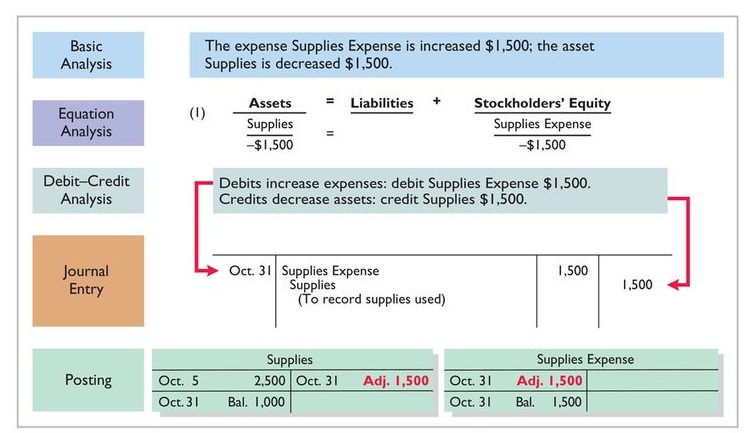 Basic
Analysis
The expense Supplies Expense is increased $1,500; the asset
Supplies is decreased $1,500.
Equation
Analysis
(1)
Assets = Liabilities + Stockholders' Equity
Supplies = Supplies Expense
–$1,500 –$1,500
Debit–Credit
Analysis
Debits increase expenses: debit Supplies Expense $1,500.
Credits decrease assets: credit Supplies $1,500.
Journal
Entry
Oct. 31 Supplies Expense 1,500
Supplies 1,500
(To record supplies used)
Posting
Supplies
Oct. 5 2,500 Oct. 31 Adj. 1,500
Oct. 31 Bal. 1,000
Supplies Expense
Oct. 31 Adj. 1,500
Oct. 31 Bal. 1,500